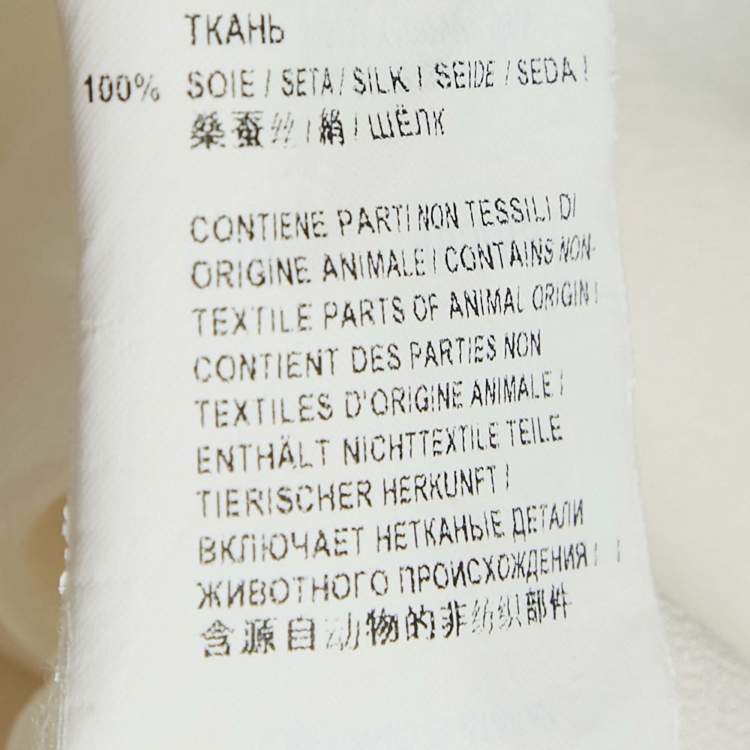 ТКАНЬ
100% SOIE / SETA / SILK / SEIDE / SEDA /
桑蚕丝 / 絹 / ШЁЛК
CONTIENE PARTI NON TESSILI DI
ORIGINE ANIMALE / CONTAINS NON-
TEXTILE PARTS OF ANIMAL ORIGIN /
CONTIENT DES PARTIES NON
TEXTILES D'ORIGINE ANIMALE /
ENTHÄLT NICHTTEXTILE TEILE
TIERISCHER HERKUNFT /
ВКЛЮЧАЕТ НЕТКАНЫЕ ДЕТАЛИ
ЖИВОТНОГО ПРОИСХОЖДЕНИЯ / /
含源自动物的非纺织部件